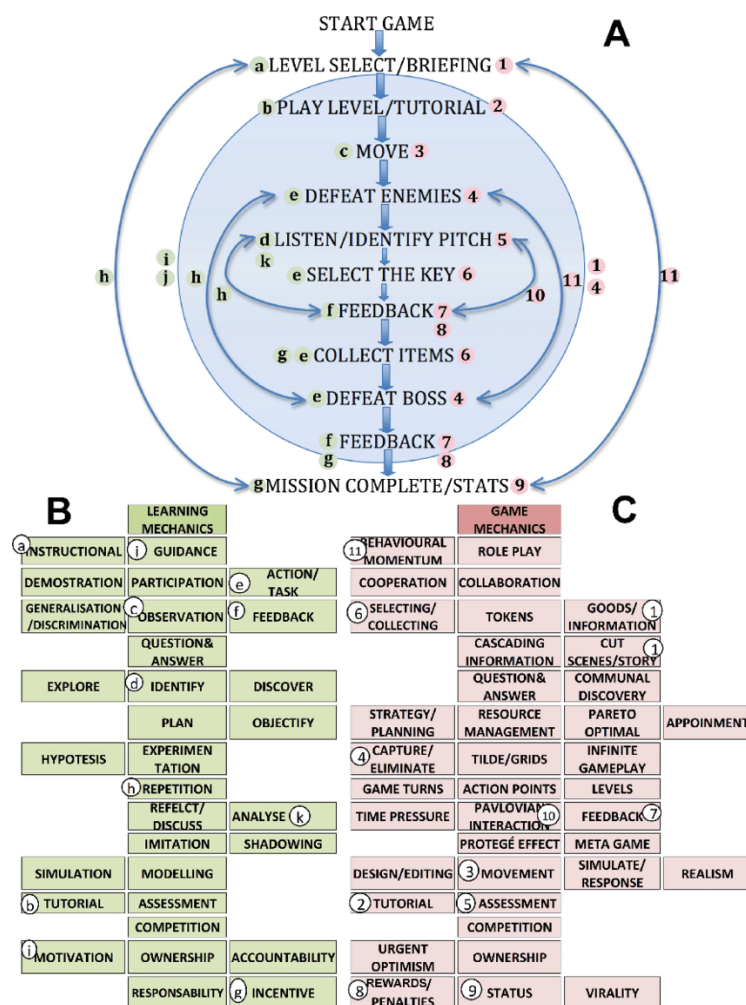 START GAME
A
a LEVEL SELECT/BRIEFING 1
b PLAY LEVEL/TUTORIAL 2
c MOVE 3
e DEFEAT ENEMIES 4
d LISTEN/IDENTIFY PITCH 5
k
i
j
h
h
h
e SELECT THE KEY 6
10
11
1
4
11
f FEEDBACK 7
8
g e COLLECT ITEMS 6
e DEFEAT BOSS 4
f FEEDBACK 7
g 8
g MISSION COMPLETE/STATS 9
B
LEARNING
MECHANICS
a INSTRUCTIONAL
i GUIDANCE
DEMOSTRATION
PARTICIPATION
e ACTION/
TASK
GENERALISATION
/DISCRIMINATION
c OBSERVATION
f FEEDBACK
QUESTION&
ANSWER
EXPLORE
d IDENTIFY
DISCOVER
PLAN
OBJECTIFY
HYPOTESIS
EXPERIMEN
TATION
h REPETITION
REFELCT/
DISCUSS
ANALYSE k
IMITATION
SHADOWING
SIMULATION
MODELLING
b TUTORIAL
ASSESSMENT
COMPETITION
i MOTIVATION
OWNERSHIP
ACCOUNTABILITY
RESPONSABILITY
g INCENTIVE
C
GAME
MECHANICS
11 BEHAVIOURAL
MOMENTUM
ROLE PLAY
COOPERATION
COLLABORATION
6 SELECTING/
COLLECTING
TOKENS
GOODS/
INFORMATION 1
CASCADING
INFORMATION
CUT
SCENES/STORY 1
QUESTION&
ANSWER
COMMUNAL
DISCOVERY
STRATEGY/
PLANNING
RESOURCE
MANAGEMENT
PARETO
OPTIMAL
APPOINMENT
4 CAPTURE/
ELIMINATE
TILDE/GRIDS
INFINITE
GAMEPLAY
GAME TURNS
ACTION POINTS
LEVELS
TIME PRESSURE
PAVLOVIAN
INTERACTION 10
FEEDBACK 7
PROTEGÉ EFFECT
META GAME
DESIGN/EDITING
3 MOVEMENT
SIMULATE/
RESPONSE
REALISM
2 TUTORIAL
5 ASSESSMENT
COMPETITION
URGENT
OPTIMISM
OWNERSHIP
8 REWARDS/
PENALTIES
9 STATUS
VIRALITY